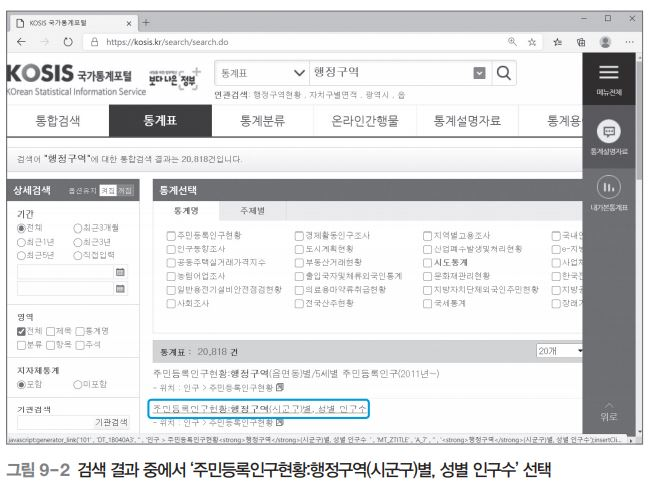 KOSIS 국가통계포털
https://kosis.kr/search/search.do
KOSIS 국가통계포털
KOrean Statistical Information Service
보다 나은 정부
통계표
행정구역
연관검색: 행정구역현황 . 자치구별면적 . 광역시 . 읍
메뉴전체
통합검색
통계표
통계분류
온라인간행물
통계설명자료
통계용
통계설명자료
검색어 "행정구역"에 대한 통합검색 결과는 20,818건입니다.
내가본통계표
상세검색
옵션유지 켜짐 꺼짐
통계선택
통계명
주제별
기간
전체 최근3개월
최근1년 최근3년
최근5년 직접입력
주민등록인구현황 경제활동인구조사 지역별고용조사 국내인
인구동향조사 도시계획현황 산업폐수발생및처리현황 e-지방
공동주택실거래가격지수 부동산거래현황 시도통계 사업체
농림어업조사 출입국자및체류외국인통계 문화재관리현황 한국
일반용전기설비안전점검현황 의료용마약류취급현황 지방자치단체외국인주민현황 지방
사회조사 전국산주현황 국세통계 장래
영역
전체 제목 통계명
분류 항목 주석
통계표 : 20,818 건
20개
지자체통계
포함 미포함
주민등록인구현황:행정구역(읍면동)별/5세별 주민등록인구(2011년~)
- 위치 : 인구 > 주민등록인구현황
주민등록인구현황:행정구역(시군구)별, 성별 인구수
- 위치 : 인구 > 주민등록인구현황
기관검색
기관검색
위로
javascript:generator_link('101' , 'DT_1B040A3', '' , '인구 > 주민등록인구현황<strong>행정구역</strong>(시군구)별, 성별 인구수 ' , 'MT_ZTITLE' , 'A_7' , '' , '<strong>행정구역</strong>(시군구)별, 성별 인구수');insertCli...
그림 9-2 검색 결과 중에서 '주민등록인구현황:행정구역(시군구)별, 성별 인구수' 선택